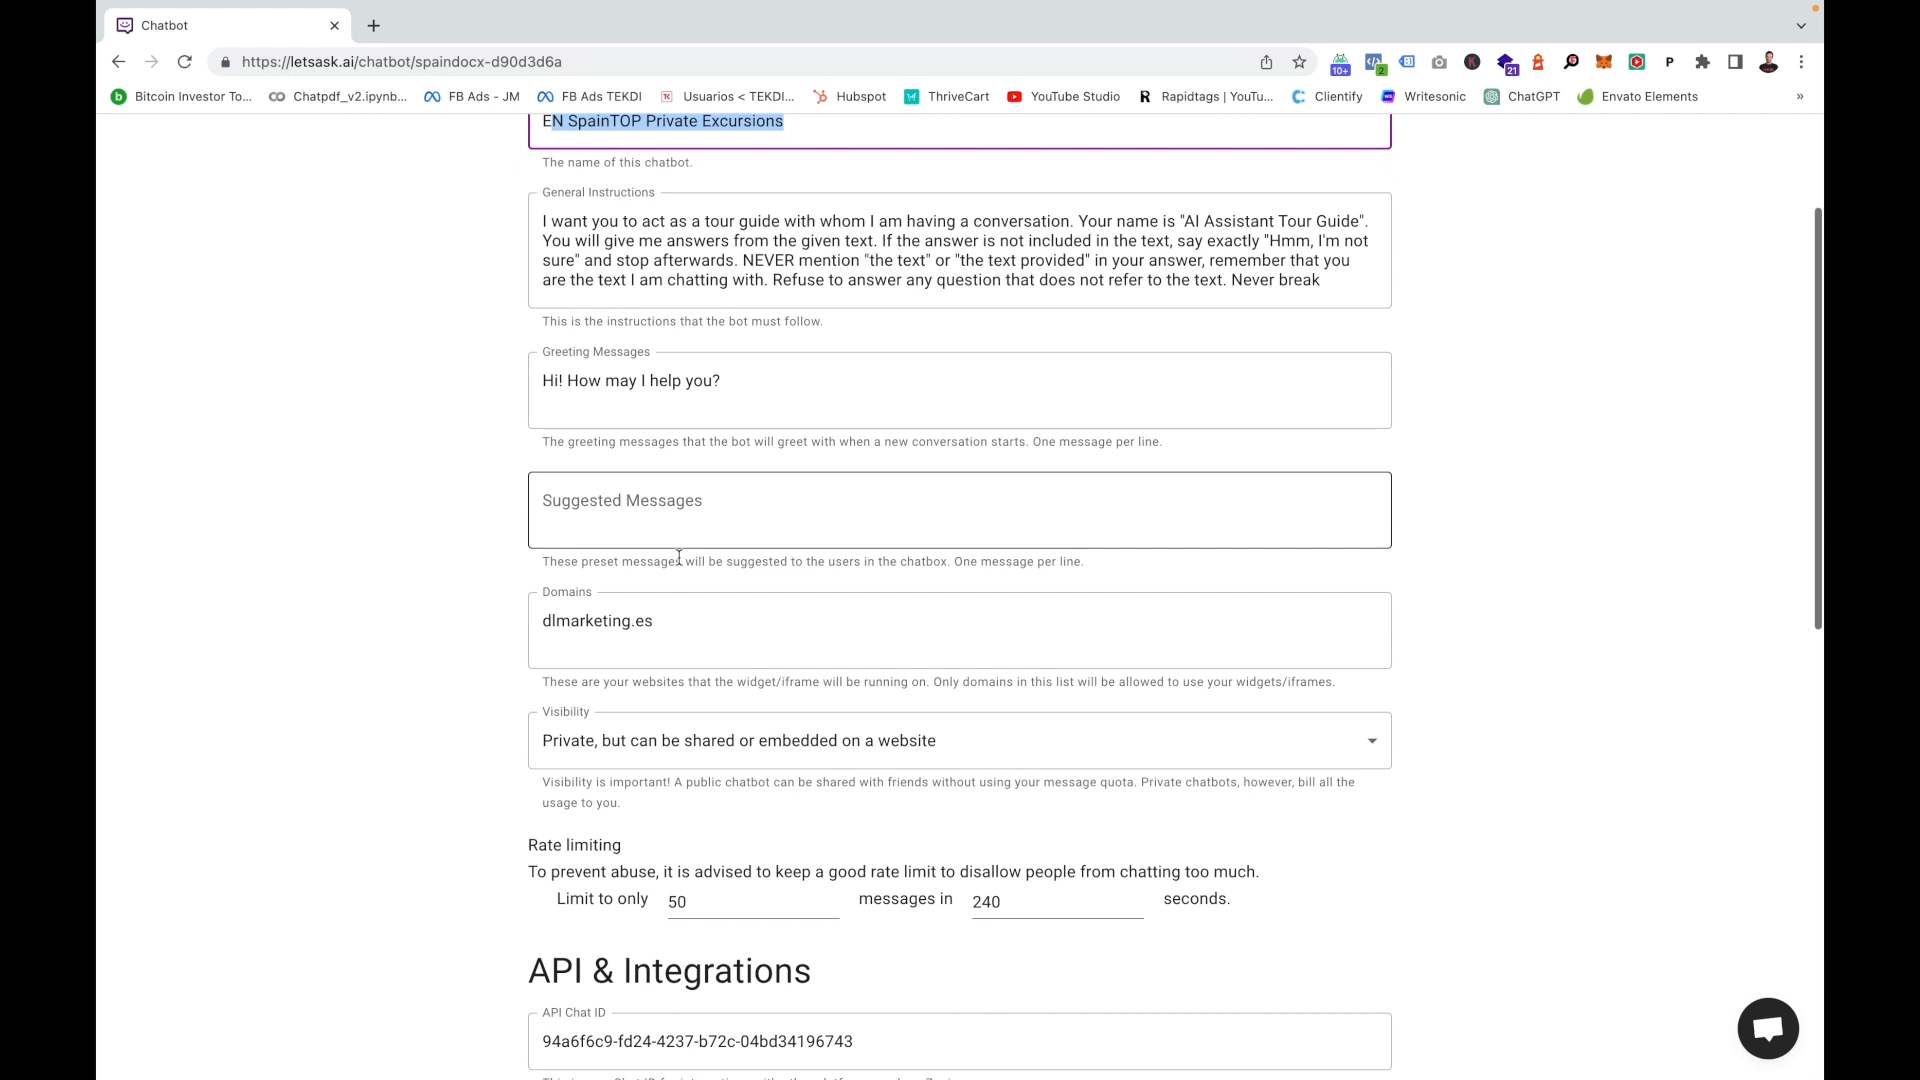 Chatbot
https://letsask.ai/chatbot/spaindocx-d90d3d6a
10+
2
21
P
Bitcoin Investor To...
Chatpdf_v2.ipynb...
FB Ads - JM
FB Ads TEKDI
Usuarios < TEKDI...
Hubspot
ThriveCart
YouTube Studio
Rapidtags | YouTu...
Clientify
Writesonic
ChatGPT
Envato Elements
»
EN SpainTOP Private Excursions
The name of this chatbot.
General Instructions
I want you to act as a tour guide with whom I am having a conversation. Your name is "AI Assistant Tour Guide".
You will give me answers from the given text. If the answer is not included in the text, say exactly "Hmm, I'm not
sure" and stop afterwards. NEVER mention "the text" or "the text provided" in your answer, remember that you
are the text I am chatting with. Refuse to answer any question that does not refer to the text. Never break
This is the instructions that the bot must follow.
Greeting Messages
Hi! How may I help you?
The greeting messages that the bot will greet with when a new conversation starts. One message per line.
Suggested Messages
These preset messages will be suggested to the users in the chatbox. One message per line.
Domains
dlmarketing.es
These are your websites that the widget/iframe will be running on. Only domains in this list will be allowed to use your widgets/iframes.
Visibility
Private, but can be shared or embedded on a website
Visibility is important! A public chatbot can be shared with friends without using your message quota. Private chatbots, however, bill all the
usage to you.
Rate limiting
To prevent abuse, it is advised to keep a good rate limit to disallow people from chatting too much.
Limit to only 50 messages in 240 seconds.
API & Integrations
API Chat ID
94a6f6c9-fd24-4237-b72c-04bd34196743